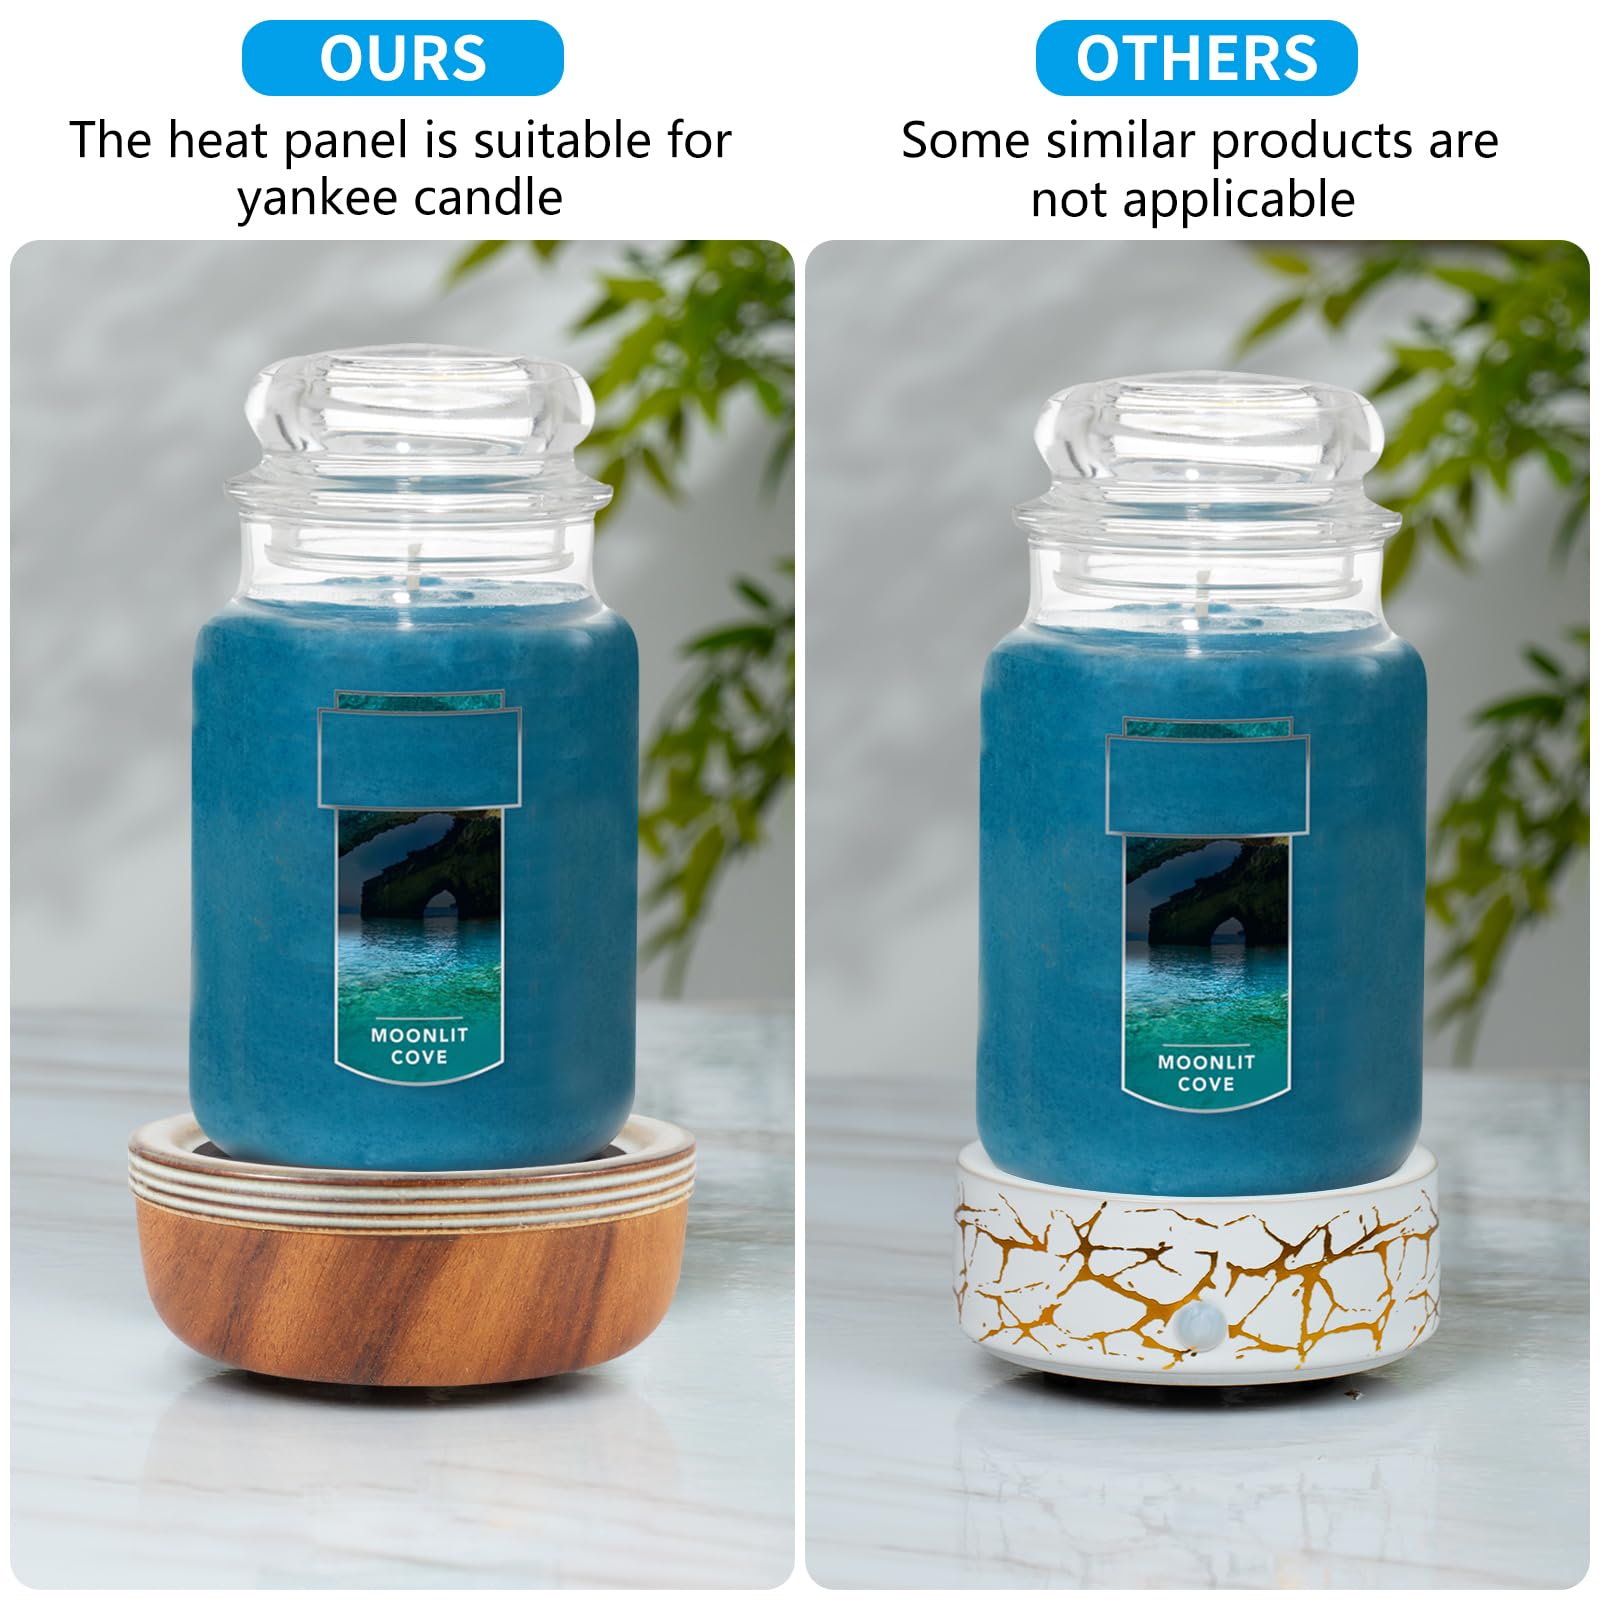 OURS
The heat panel is suitable for
yankee candle
MOONLIT
COVE
OTHERS
Some similar products are
not applicable
MOONLIT
COVE